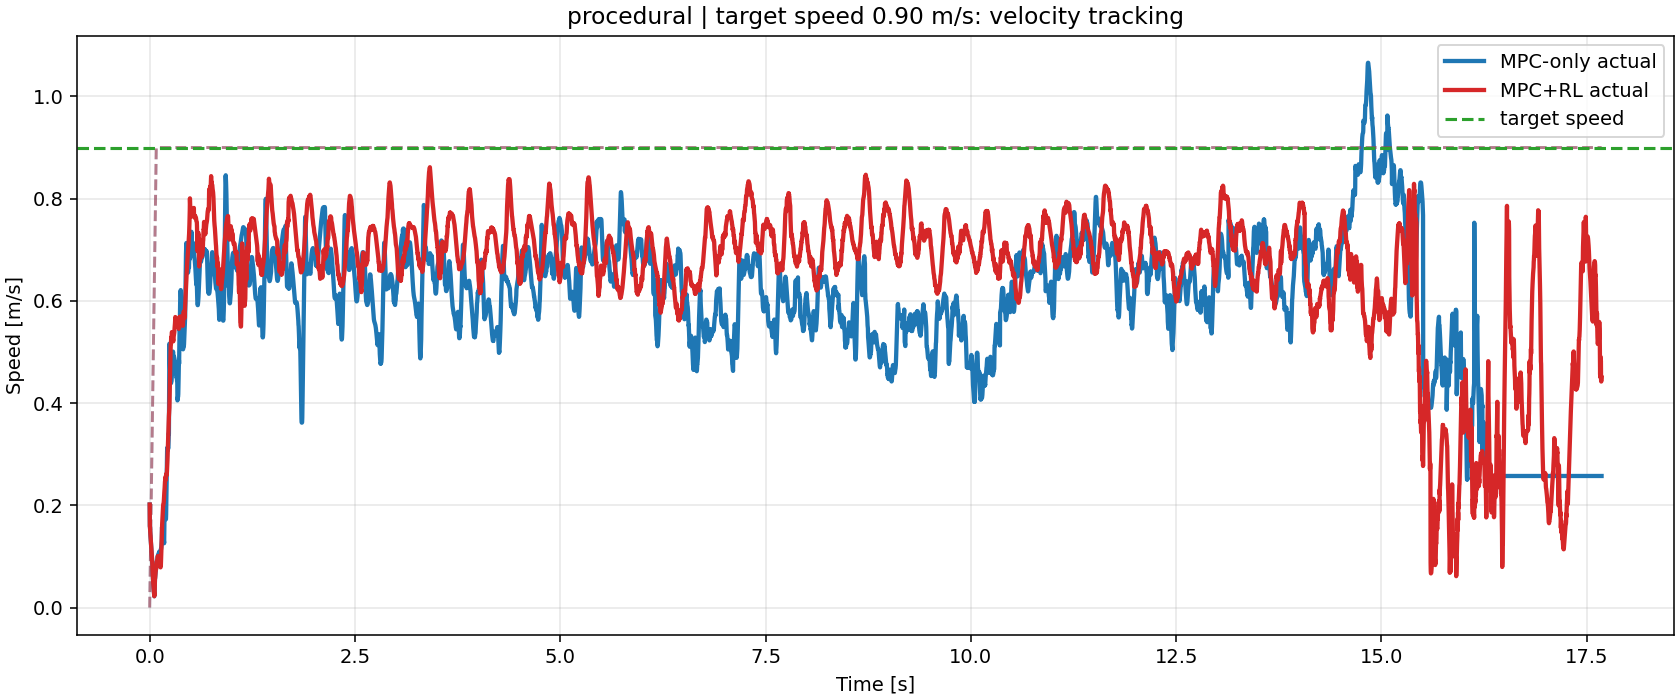 procedural | target speed 0.90 m/s: velocity tracking
MPC-only actual
MPC+RL actual
target speed
Speed [m/s]
1.0
0.8
0.6
0.4
0.2
0.0
0.0 2.5 5.0 7.5 10.0 12.5 15.0 17.5
Time [s]